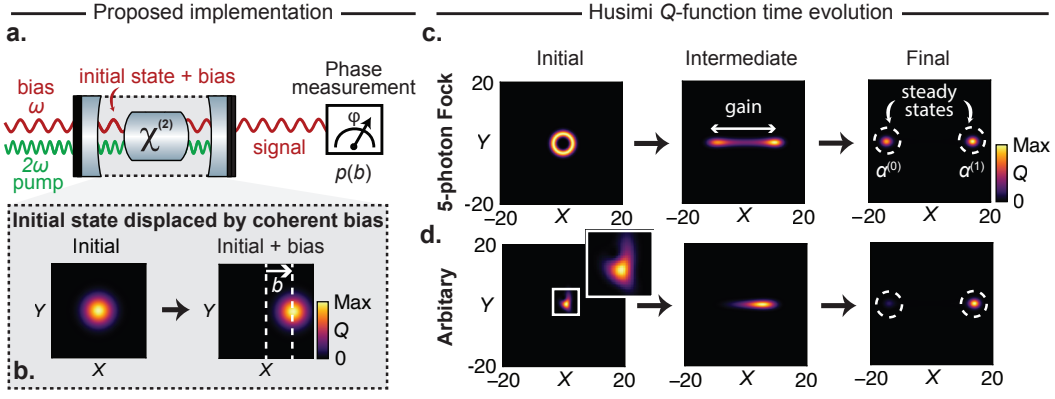 Proposed implementation
Husimi Q-function time evolution
a.
bias
ω
initial state + bias
χ(2)
2ω
pump
signal
Phase
measurement
φ
p(b)
Initial state displaced by coherent bias
Initial
Initial + bias
b
Y
X
Y
X
Max
Q
0
b.
c.
5-photon Fock
Initial
Intermediate
Final
20
Y
-20
−20
X
20
gain
−20
X
20
steady
states
α(0)
α(1)
−20
X
20
Max
Q
0
d.
Arbitary
20
Y
-20
−20
X
20
−20
X
20
−20
X
20